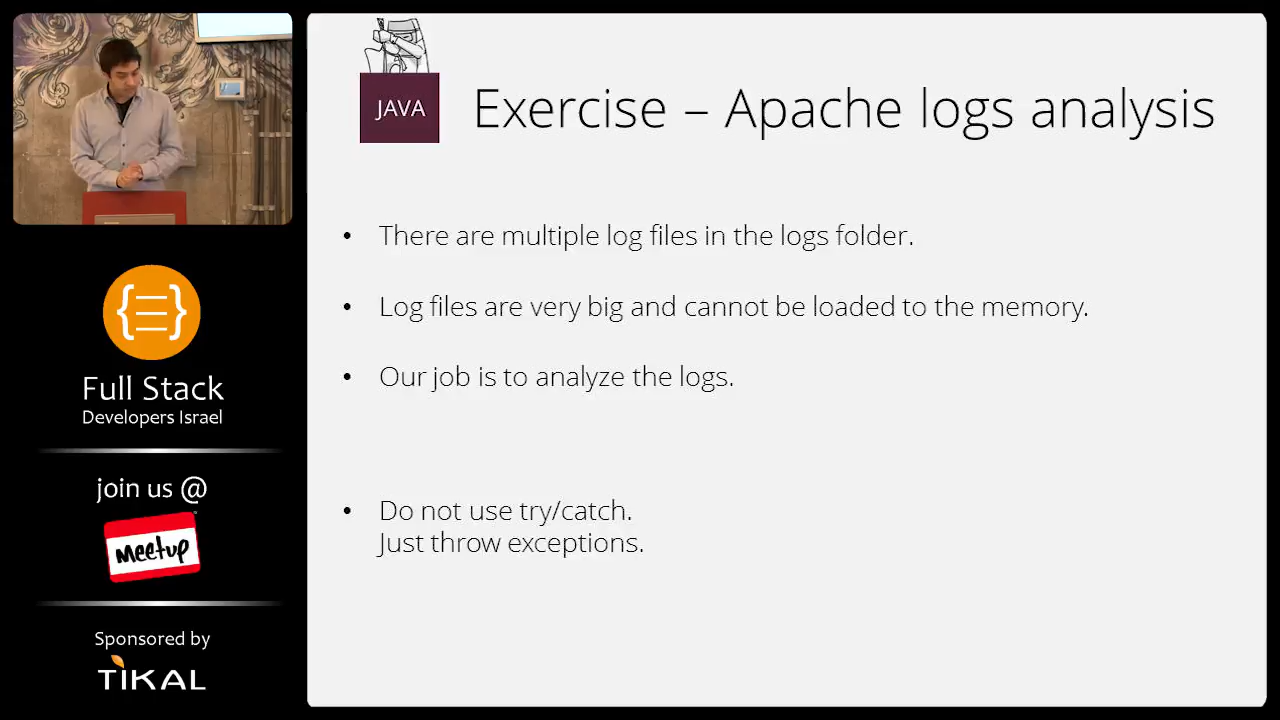 JAVA
Exercise – Apache logs analysis
• There are multiple log files in the logs folder.
• Log files are very big and cannot be loaded to the memory.
• Our job is to analyze the logs.
• Do not use try/catch.
Just throw exceptions.
{ }
Full Stack
Developers Israel
join us @
meetup
Sponsored by
TIKAL